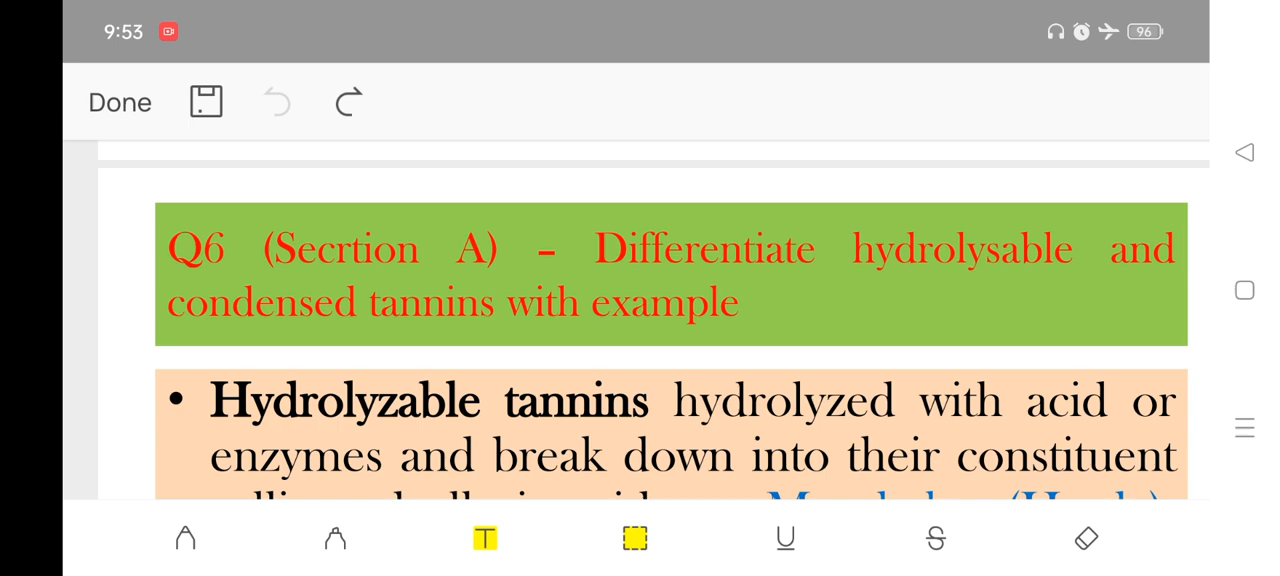 9:53
96
Done
Q6 (Secrtion A) – Differentiate hydrolysable and
condensed tannins with example
• Hydrolyzable tannins hydrolyzed with acid or
enzymes and break down into their constituent